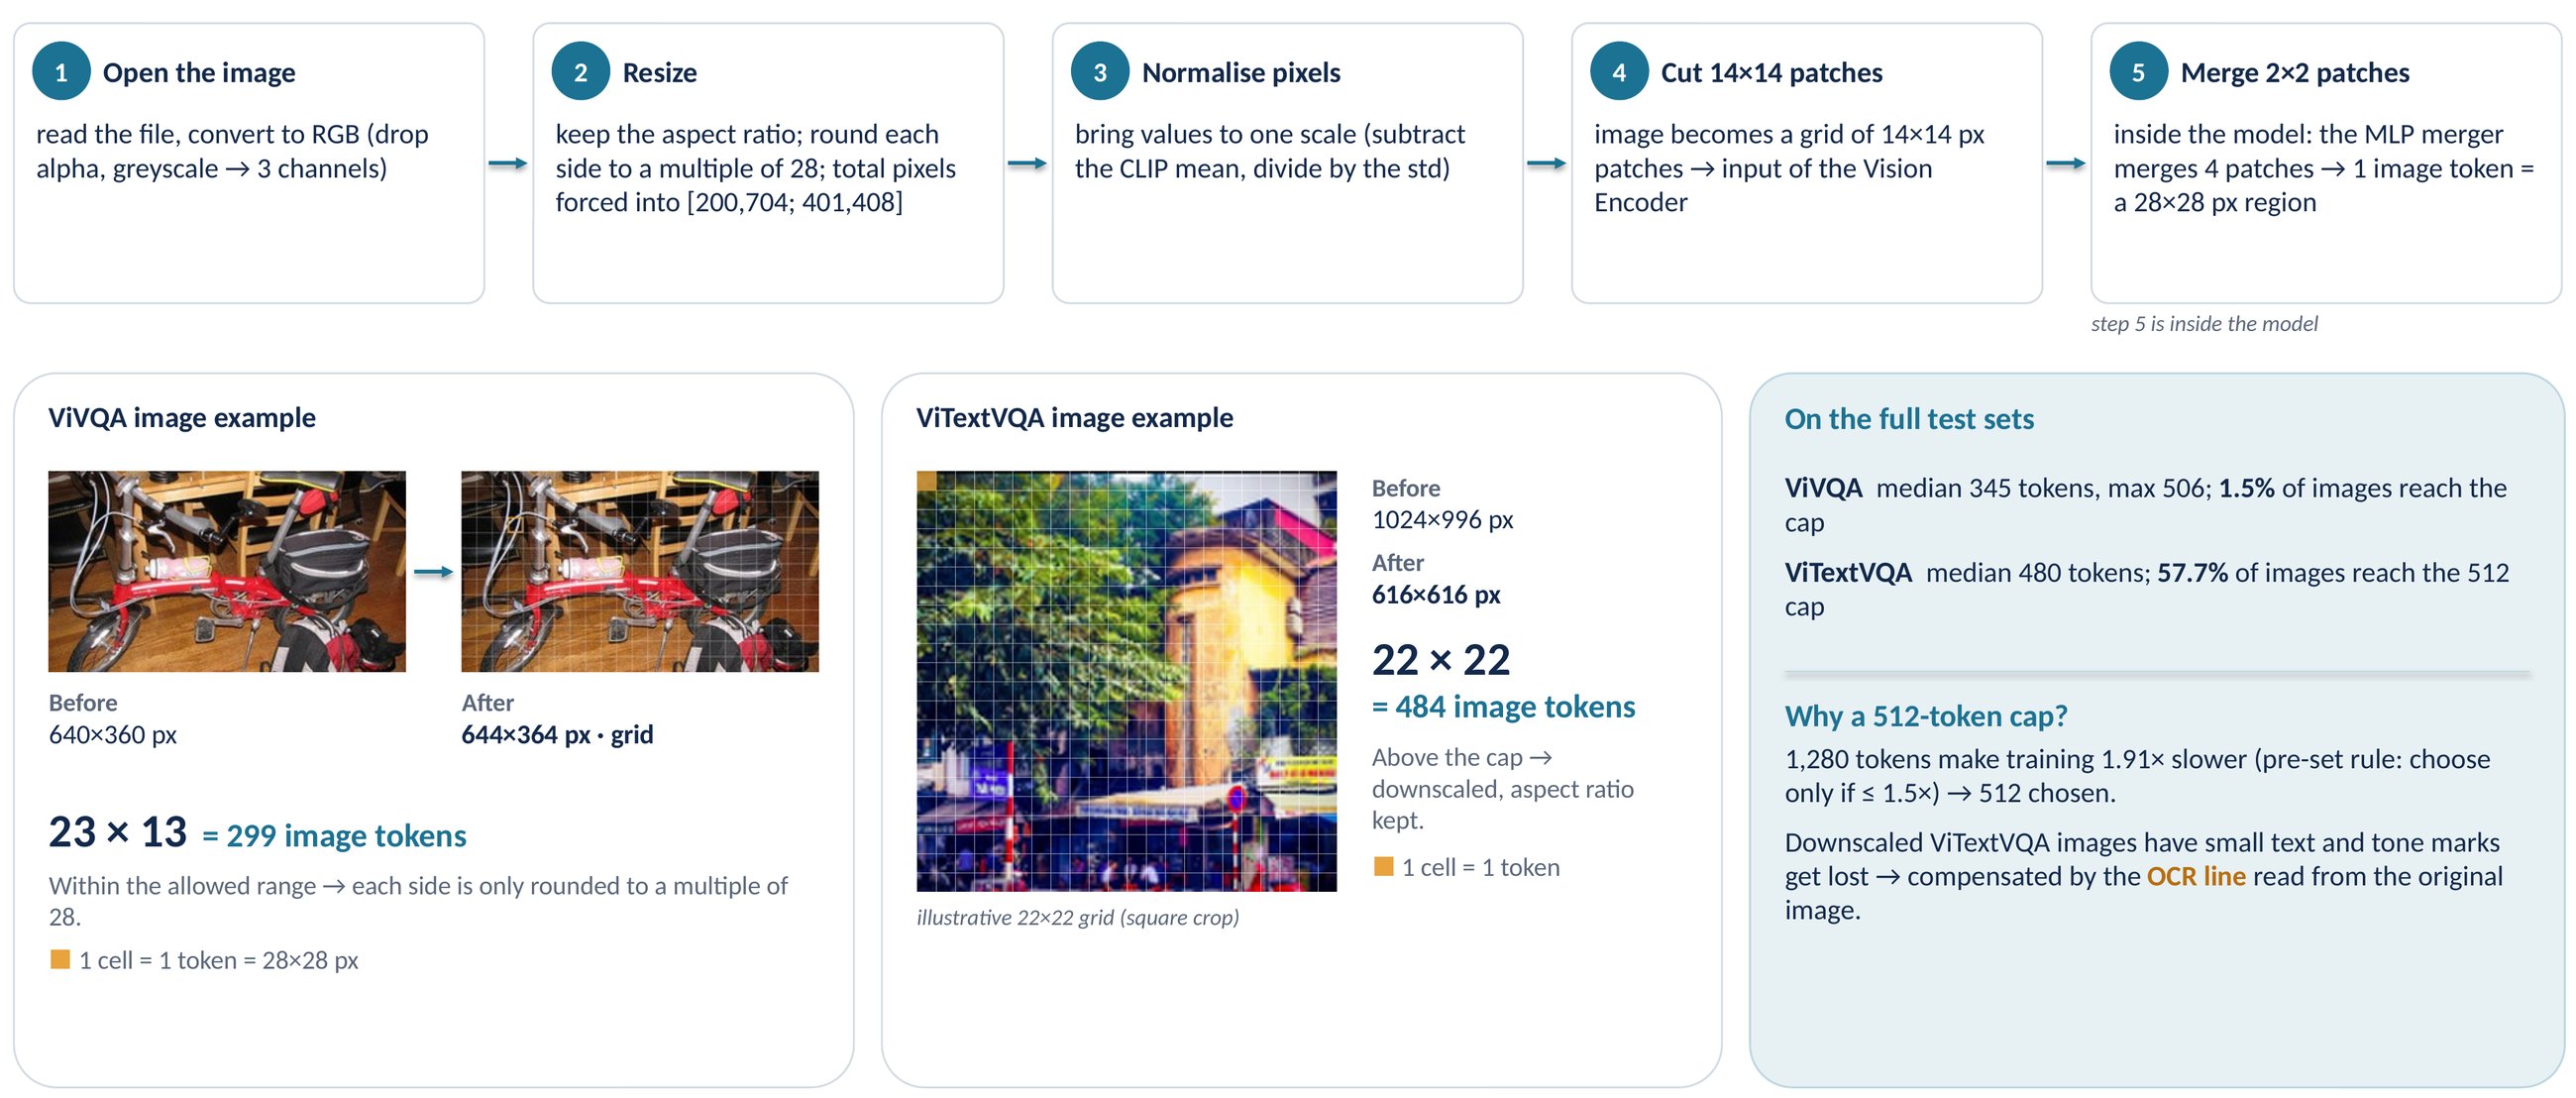 1 Open the image
read the file, convert to RGB (drop
alpha, greyscale → 3 channels)
2 Resize
keep the aspect ratio; round each
side to a multiple of 28; total pixels
forced into [200,704; 401,408]
3 Normalise pixels
bring values to one scale (subtract
the CLIP mean, divide by the std)
4 Cut 14×14 patches
image becomes a grid of 14×14 px
patches → input of the Vision
Encoder
5 Merge 2×2 patches
inside the model: the MLP merger
merges 4 patches → 1 image token =
a 28×28 px region
step 5 is inside the model
ViVQA image example
Before
640×360 px
After
644×364 px · grid
23 × 13 = 299 image tokens
Within the allowed range → each side is only rounded to a multiple of
28.
1 cell = 1 token = 28×28 px
ViTextVQA image example
Before
1024×996 px
After
616×616 px
22 × 22
= 484 image tokens
Above the cap →
downscaled, aspect ratio
kept.
1 cell = 1 token
illustrative 22×22 grid (square crop)
On the full test sets
ViVQA median 345 tokens, max 506; 1.5% of images reach the
cap
ViTextVQA median 480 tokens; 57.7% of images reach the 512
cap
Why a 512-token cap?
1,280 tokens make training 1.91× slower (pre-set rule: choose
only if ≤ 1.5×) → 512 chosen.
Downscaled ViTextVQA images have small text and tone marks
get lost → compensated by the OCR line read from the original
image.